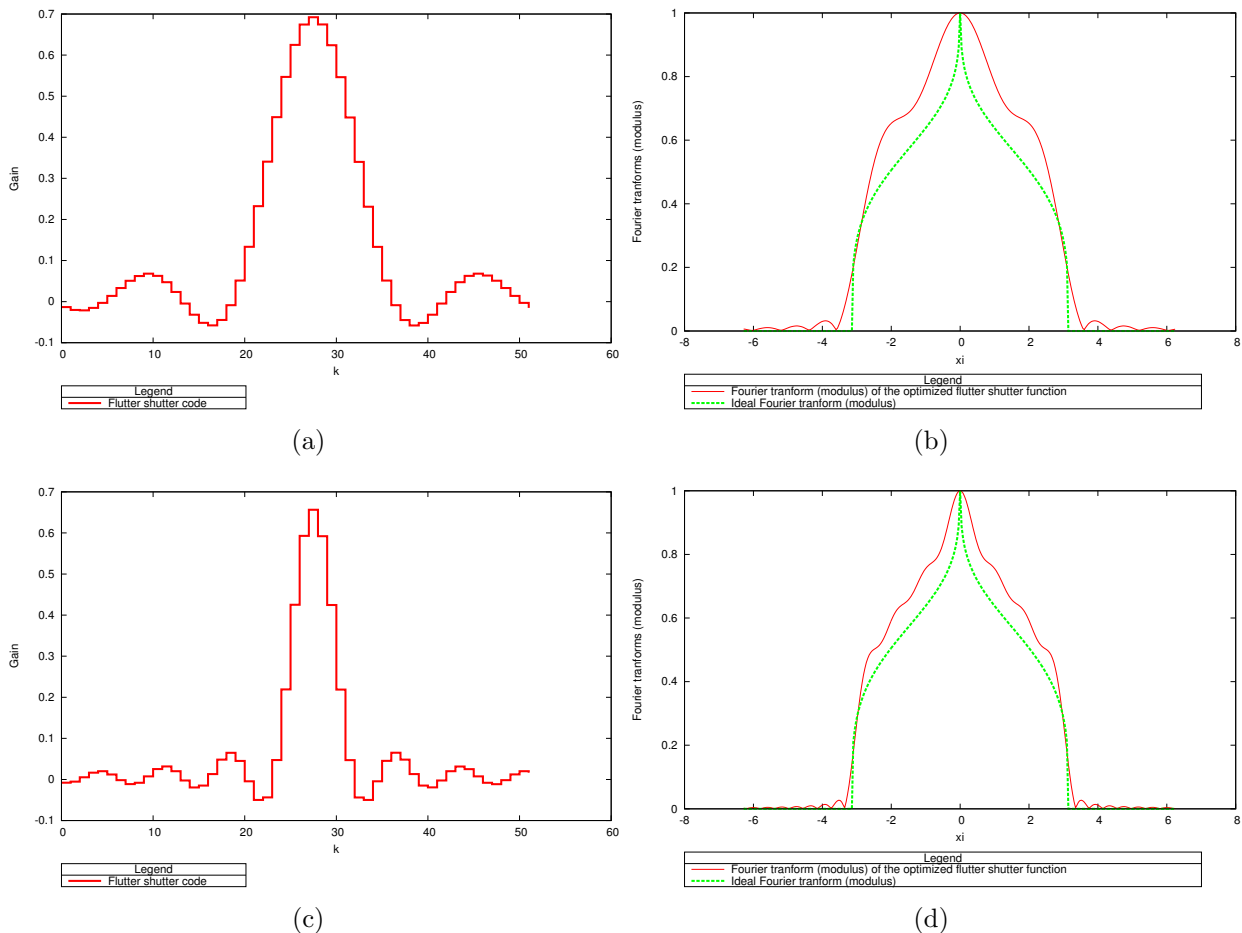 0.7
0.6
0.5
0.4
0.3
0.2
0.1
0
-0.1
0 10 20 30 40 50 60
Gain
k
Legend
Flutter shutter code
(a)
1
0.8
0.6
0.4
0.2
0
-8 -6 -4 -2 0 2 4 6 8
Fourier tranforms (modulus)
xi
Legend
Fourier tranform (modulus) of the optimized flutter shutter function
Ideal Fourier tranform (modulus)
(b)
0.7
0.6
0.5
0.4
0.3
0.2
0.1
0
-0.1
0 10 20 30 40 50 60
Gain
k
Legend
Flutter shutter code
(c)
1
0.8
0.6
0.4
0.2
0
-8 -6 -4 -2 0 2 4 6 8
Fourier tranforms (modulus)
xi
Legend
Fourier tranform (modulus) of the optimized flutter shutter function
Ideal Fourier tranform (modulus)
(d)